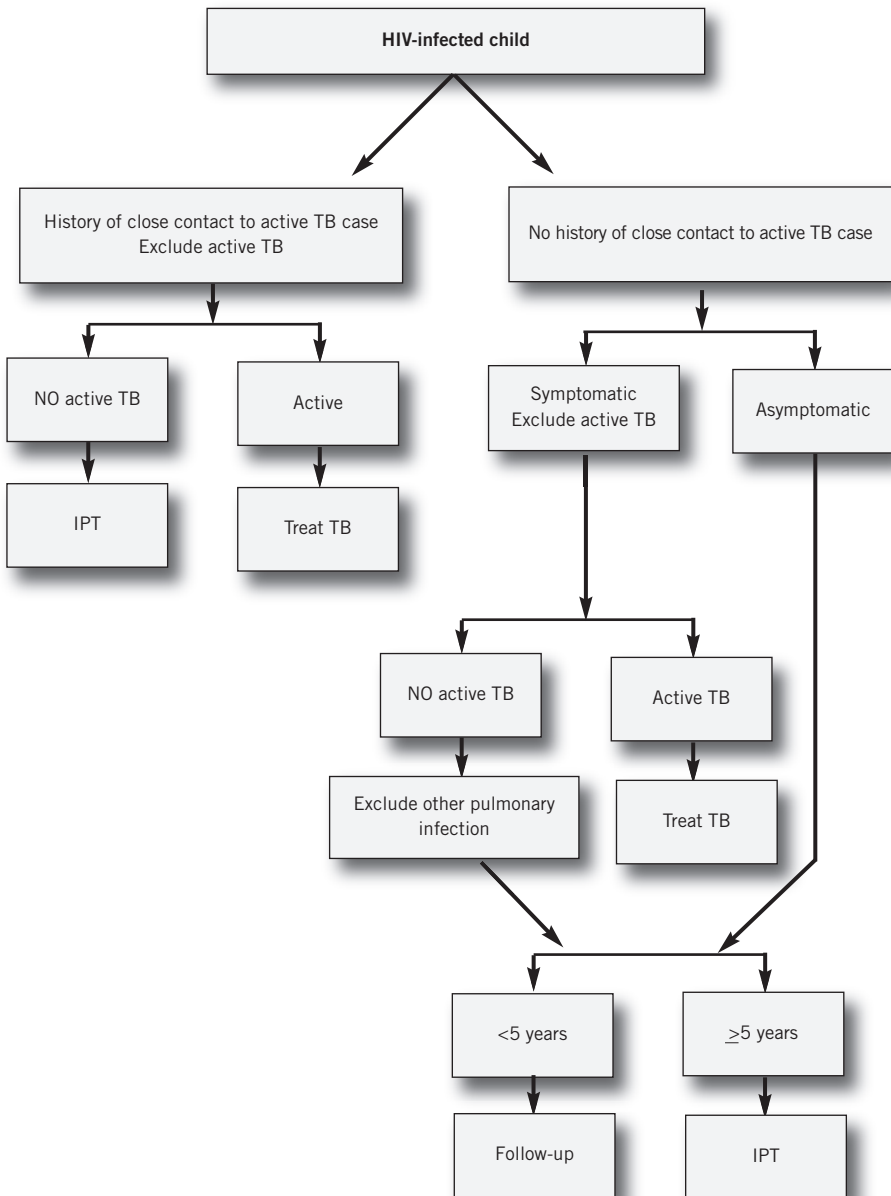 HIV-infected child
History of close contact to active TB case
Exclude active TB
No history of close contact to active TB case
NO active TB
Active
Symptomatic
Exclude active TB
Asymptomatic
IPT
Treat TB
NO active TB
Active TB
Exclude other pulmonary
infection
Treat TB
<5 years
≥5 years
Follow-up
IPT